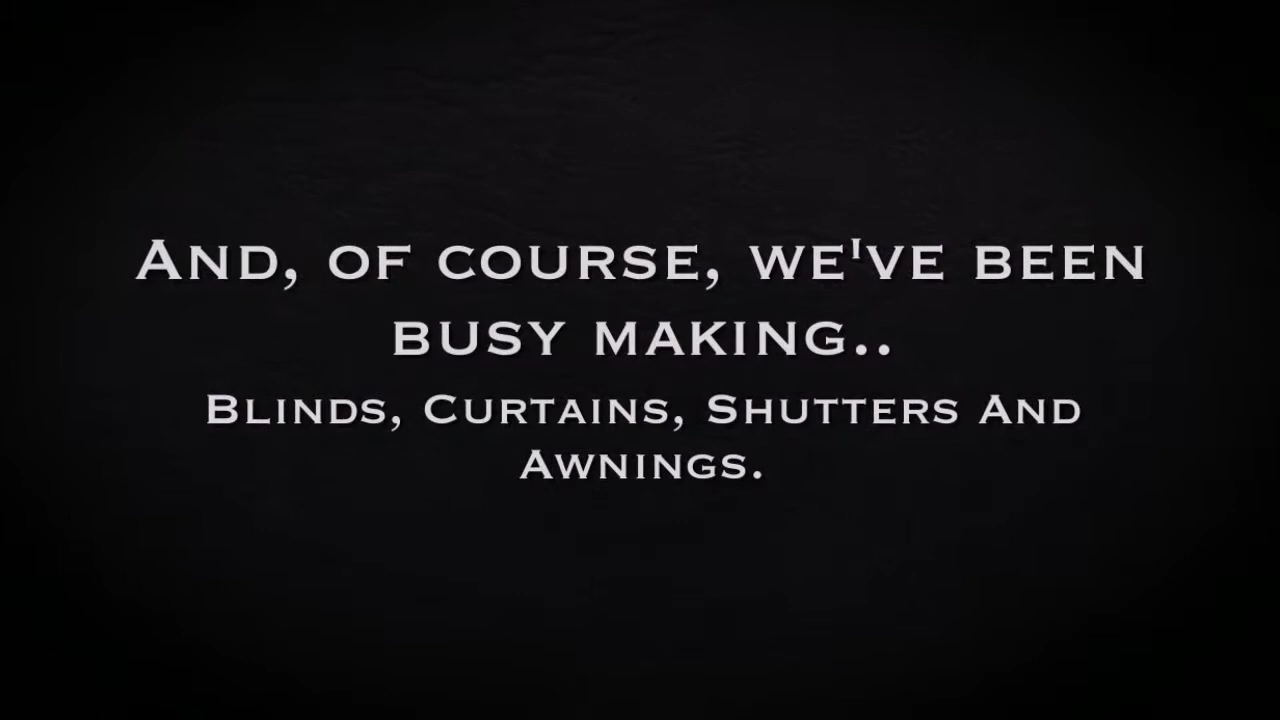 And, of course, we've been
busy making..
Blinds, Curtains, Shutters And
Awnings.